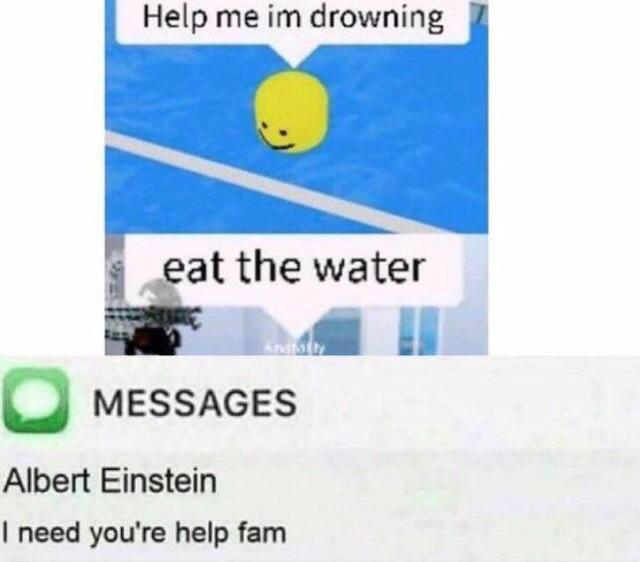 Help me im drowning
eat the water
MESSAGES
Albert Einstein
I need you're help fam